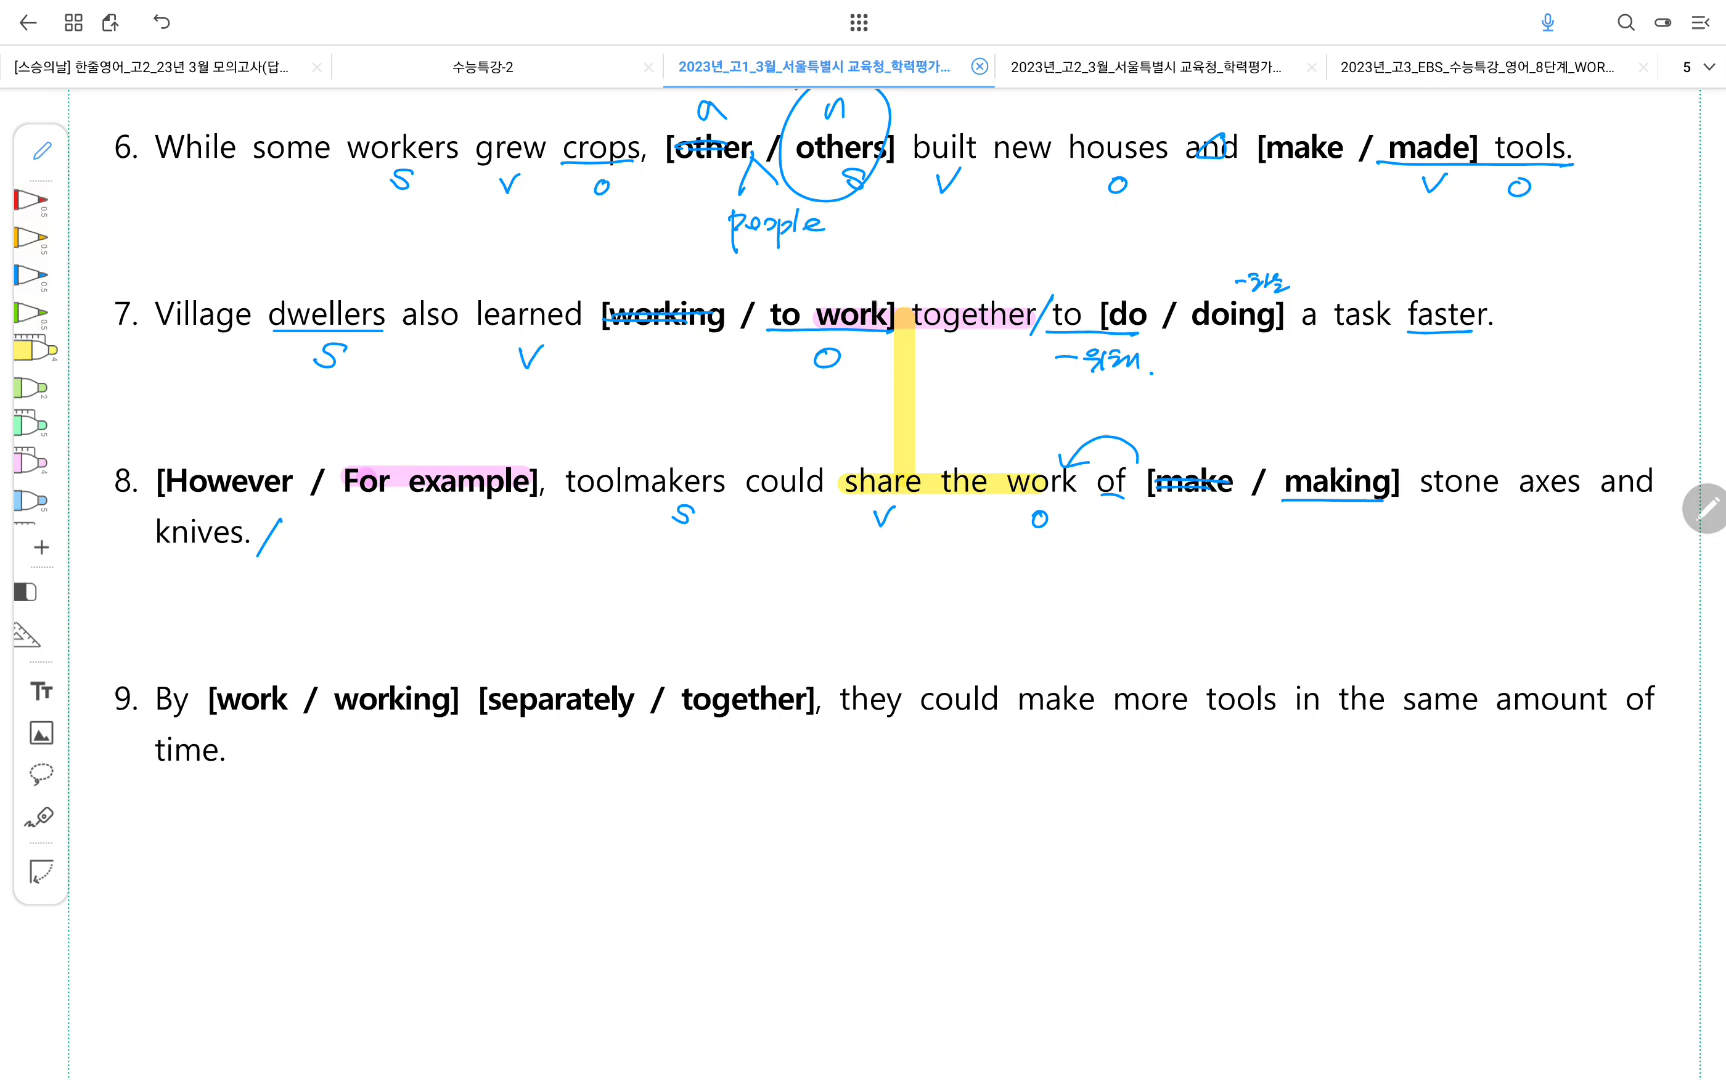 [스승의날] 한줄영어_고2_23년 3월 모의고사(답...
수능특강-2
2023년_고1_3월_서울특별시 교육청_학력평가...
2023년_고2_3월_서울특별시 교육청_학력평가...
2023년_고3_EBS_수능특강_영어_8단계_WOR...
5
a n
6. While some workers grew crops, [other / others] built new houses and [make / made] tools.
S V O S V O V O
people
7. Village dwellers also learned [working / to work] together / to [do / doing] a task faster.
S V O
8. [However / For example], toolmakers could share the work of [make / making] stone axes and
S V O
knives. /
9. By [work / working] [separately / together], they could make more tools in the same amount of
time.